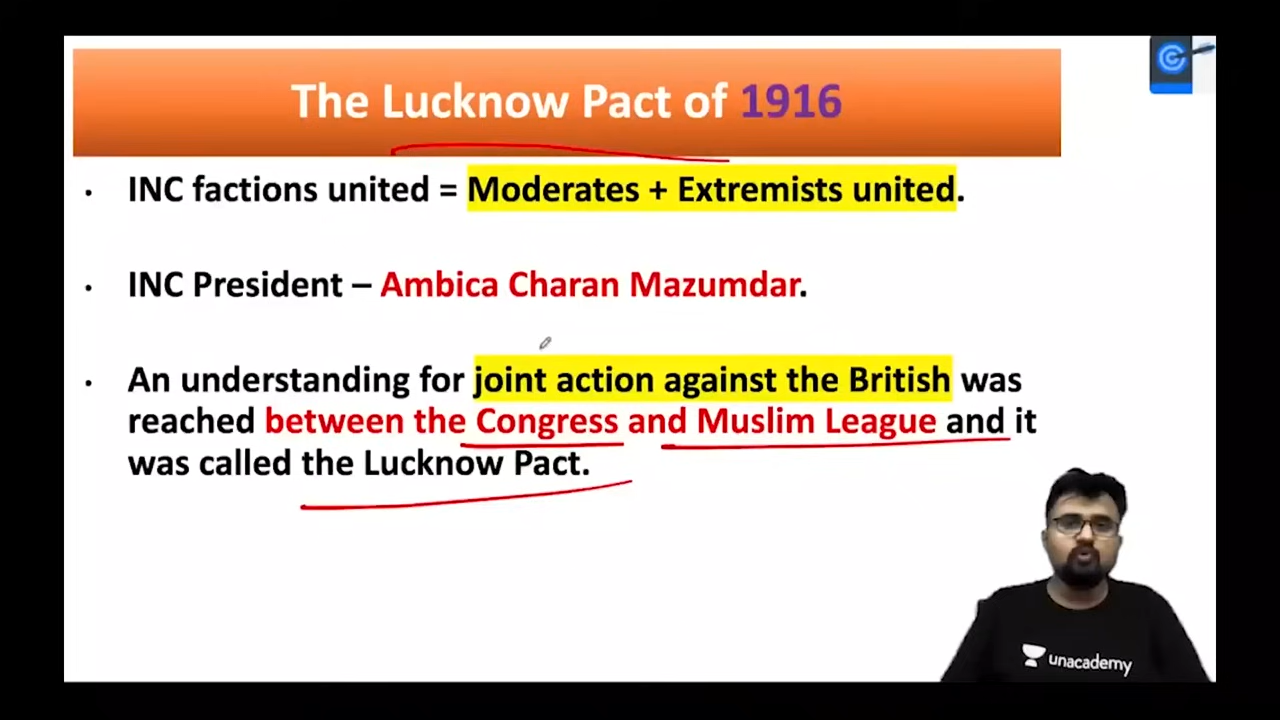 The Lucknow Pact of 1916
· INC factions united = Moderates + Extremists united.
· INC President – Ambica Charan Mazumdar.
· An understanding for joint action against the British was
reached between the Congress and Muslim League and it
was called the Lucknow Pact.
unacademy